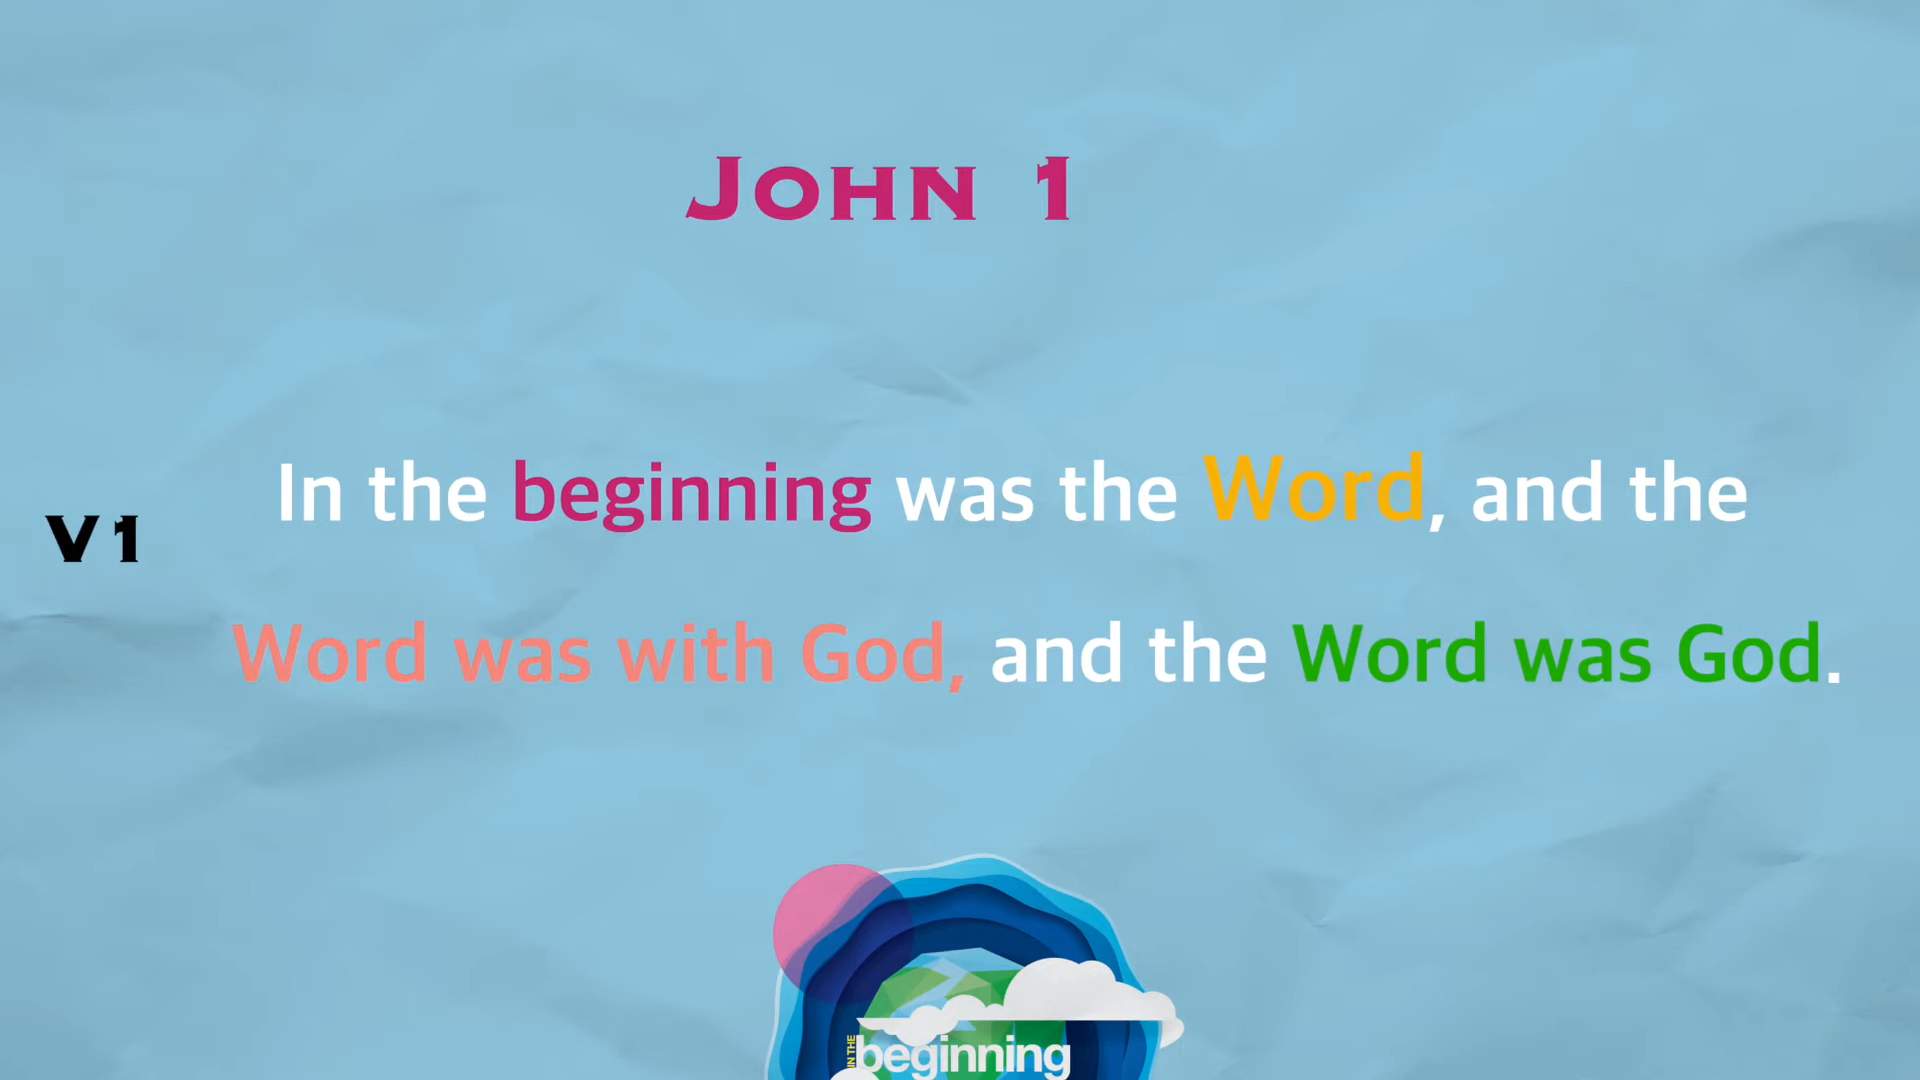 John 1
In the beginning was the Word, and the
V1
Word was with God, and the Word was God.
IN THE
beginning